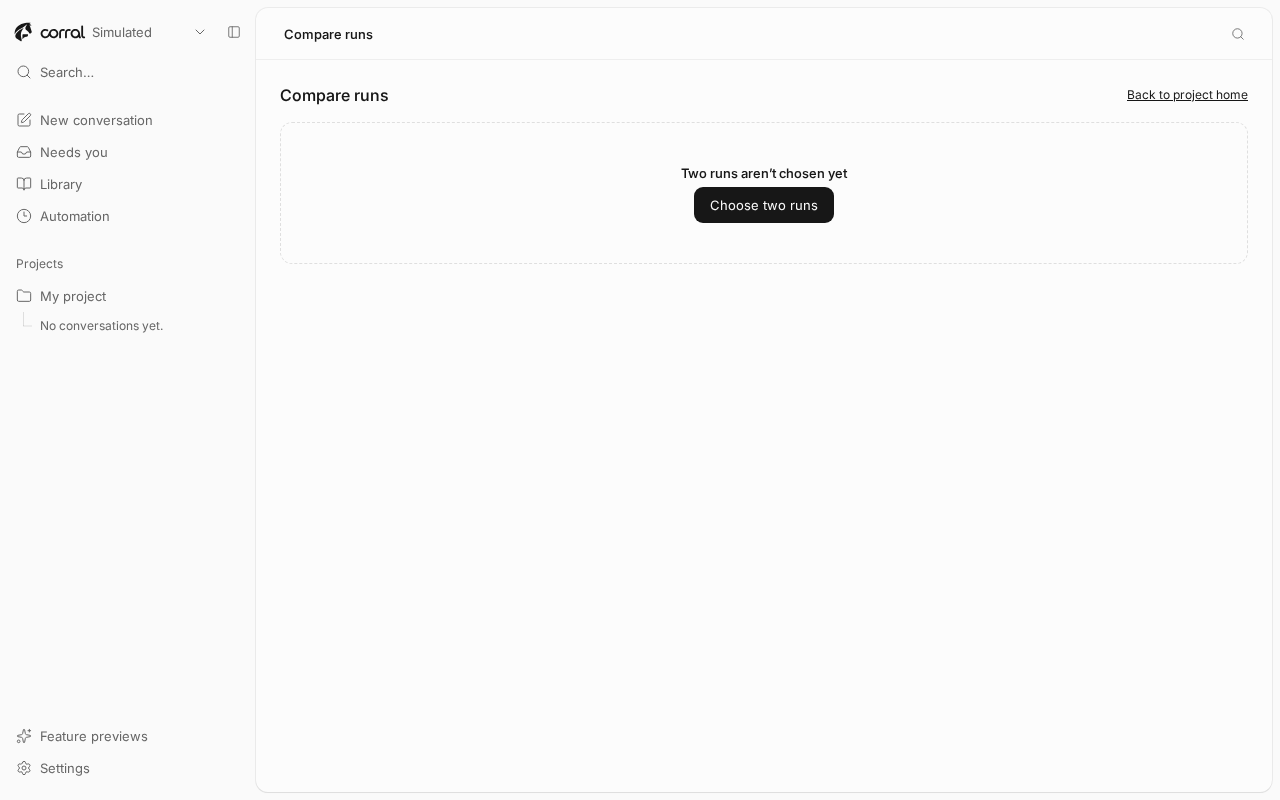 corral Simulated
Search...
New conversation
Needs you
Library
Automation
Projects
My project
No conversations yet.
Feature previews
Settings
Compare runs
Compare runs
Back to project home
Two runs aren’t chosen yet
Choose two runs